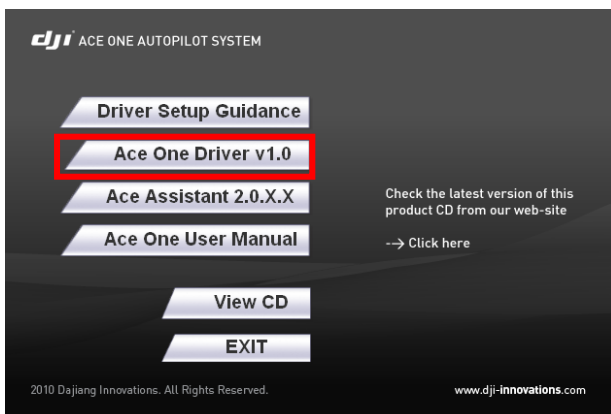 dji ACE ONE AUTOPILOT SYSTEM
Driver Setup Guidance
Ace One Driver v1.0
Ace Assistant 2.0.X.X
Ace One User Manual
Check the latest version of this
product CD from our web-site
--> Click here
View CD
EXIT
2010 Dajiang Innovations. All Rights Reserved.
www.dji-innovations.com